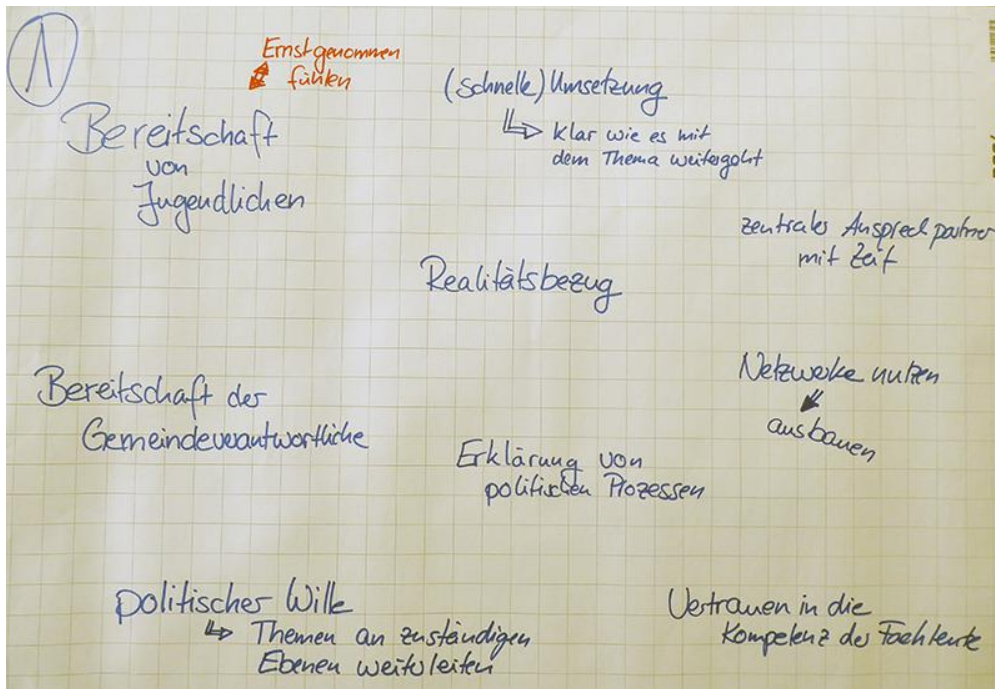 1
Ernstgenommen
fühlen
Bereitschaft
von
Jugendlichen
(schnelle) Umsetzung
klar wie es mit
dem Thema weitergeht
zentraler Ansprechpartner
mit Zeit
Realitätsbezug
Bereitschaft der
Gemeindeverantwortliche
Netzwerke nutzen
ausbauen
Erklärung von
politischen Prozessen
politischer Wille
Themen an zuständigen
Ebenen weiterleiten
Vertrauen in die
Kompetenz der Fachleute